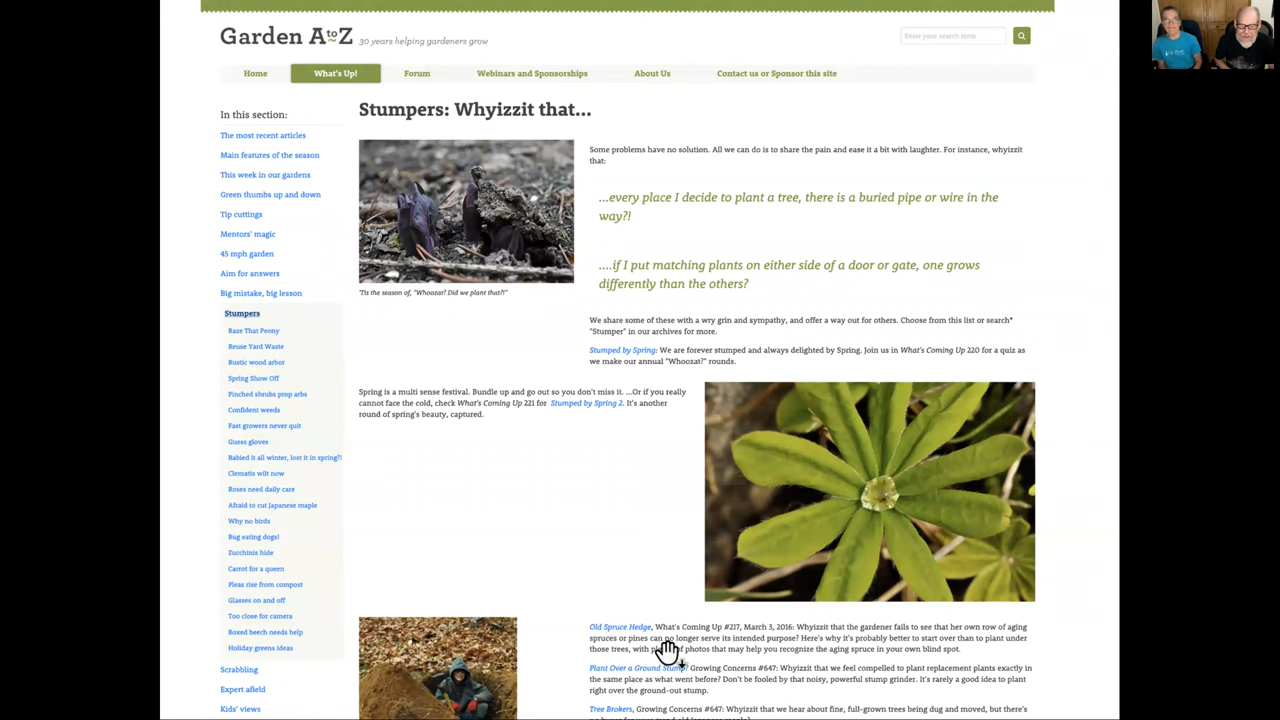 Garden AtoZ 30 years helping gardeners grow
Enter your search term
Home What's Up! Forum Webinars and Sponsorships About Us Contact us or Sponsor this site
In this section:
The most recent articles
Main features of the season
This week in our gardens
Green thumbs up and down
Tip cuttings
Mentors' magic
45 mph garden
Aim for answers
Big mistake, big lesson
Stumpers
Raze That Peony
Reuse Yard Waste
Rustic wood arbor
Spring Show Off
Pinched shrubs prop arbs
Confident weeds
Fast growers never quit
Guess gloves
Babied it all winter, lost it in spring?!
Clematis wilt now
Roses need daily care
Afraid to cut Japanese maple
Why no birds
Bug eating dogs!
Zucchinis hide
Carrot for a queen
Pleas rise from compost
Glasses on and off
Too close for camera
Boxed beech needs help
Holiday greens ideas
Scrabbling
Expert afield
Kids' views
Stumpers: Whyizzit that...
'Tis the season of, "Whoozat? Did we plant that?!"
Some problems have no solution. All we can do is to share the pain and ease it a bit with laughter. For instance, whyizzit
that:
...every place I decide to plant a tree, there is a buried pipe or wire in the
way?!
....if I put matching plants on either side of a door or gate, one grows
differently than the others?
We share some of these with a wry grin and sympathy, and offer a way out for others. Choose from this list or search*
"Stumper" in our archives for more.
Stumped by Spring: We are forever stumped and always delighted by Spring. Join us in What's Coming Up 220 for a quiz as
we make our annual "Whoozat?" rounds.
Spring is a multi sense festival. Bundle up and go out so you don't miss it. ...Or if you really
cannot face the cold, check What's Coming Up 221 for Stumped by Spring 2. It's another
round of spring's beauty, captured.
Old Spruce Hedge, What's Coming Up #217, March 3, 2016: Whyizzit that the gardener fails to see that her own row of aging
spruces or pines can no longer serve its intended purpose? Here's why it's probably better to start over than to plant under
those trees, with of photos that may help you recognize the aging spruce in your own blind spot.
Plant Over a Ground Stump? Growing Concerns #647: Whyizzit that we feel compelled to plant replacement plants exactly in
the same place as what went before? Don't be fooled by that noisy, powerful stump grinder. It's rarely a good idea to plant
right over the ground-out stump.
Tree Brokers, Growing Concerns #647: Whyizzit that we hear about fine, full-grown trees being dug and moved, but there's